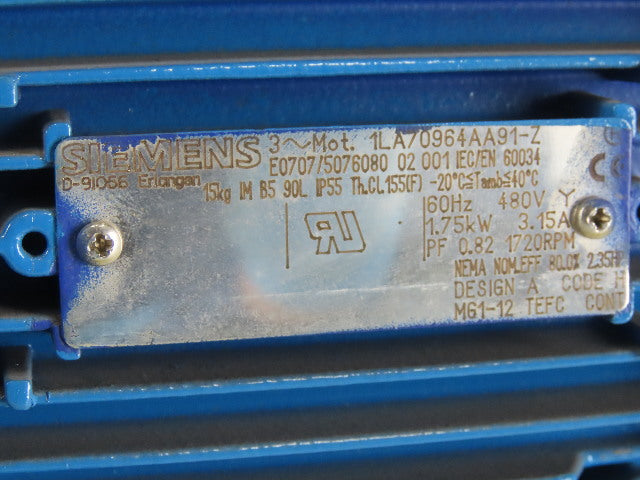 SIEMENS 3~Mot. 1LA70964AA91-Z
D-91056 Erlangen E0707/5076080 02 001 IEC/EN 60034
15kg IM B5 90L IP55 Th.Cl.155(F) -20°C≤Tamb≤40°C
60Hz 480V Y
1.75kW 3.15A
PF 0.82 1720RPM
NEMA NOM.EFF 80.0% 2.35H
DESIGN A CODE
MG1-12 TEFC CONT